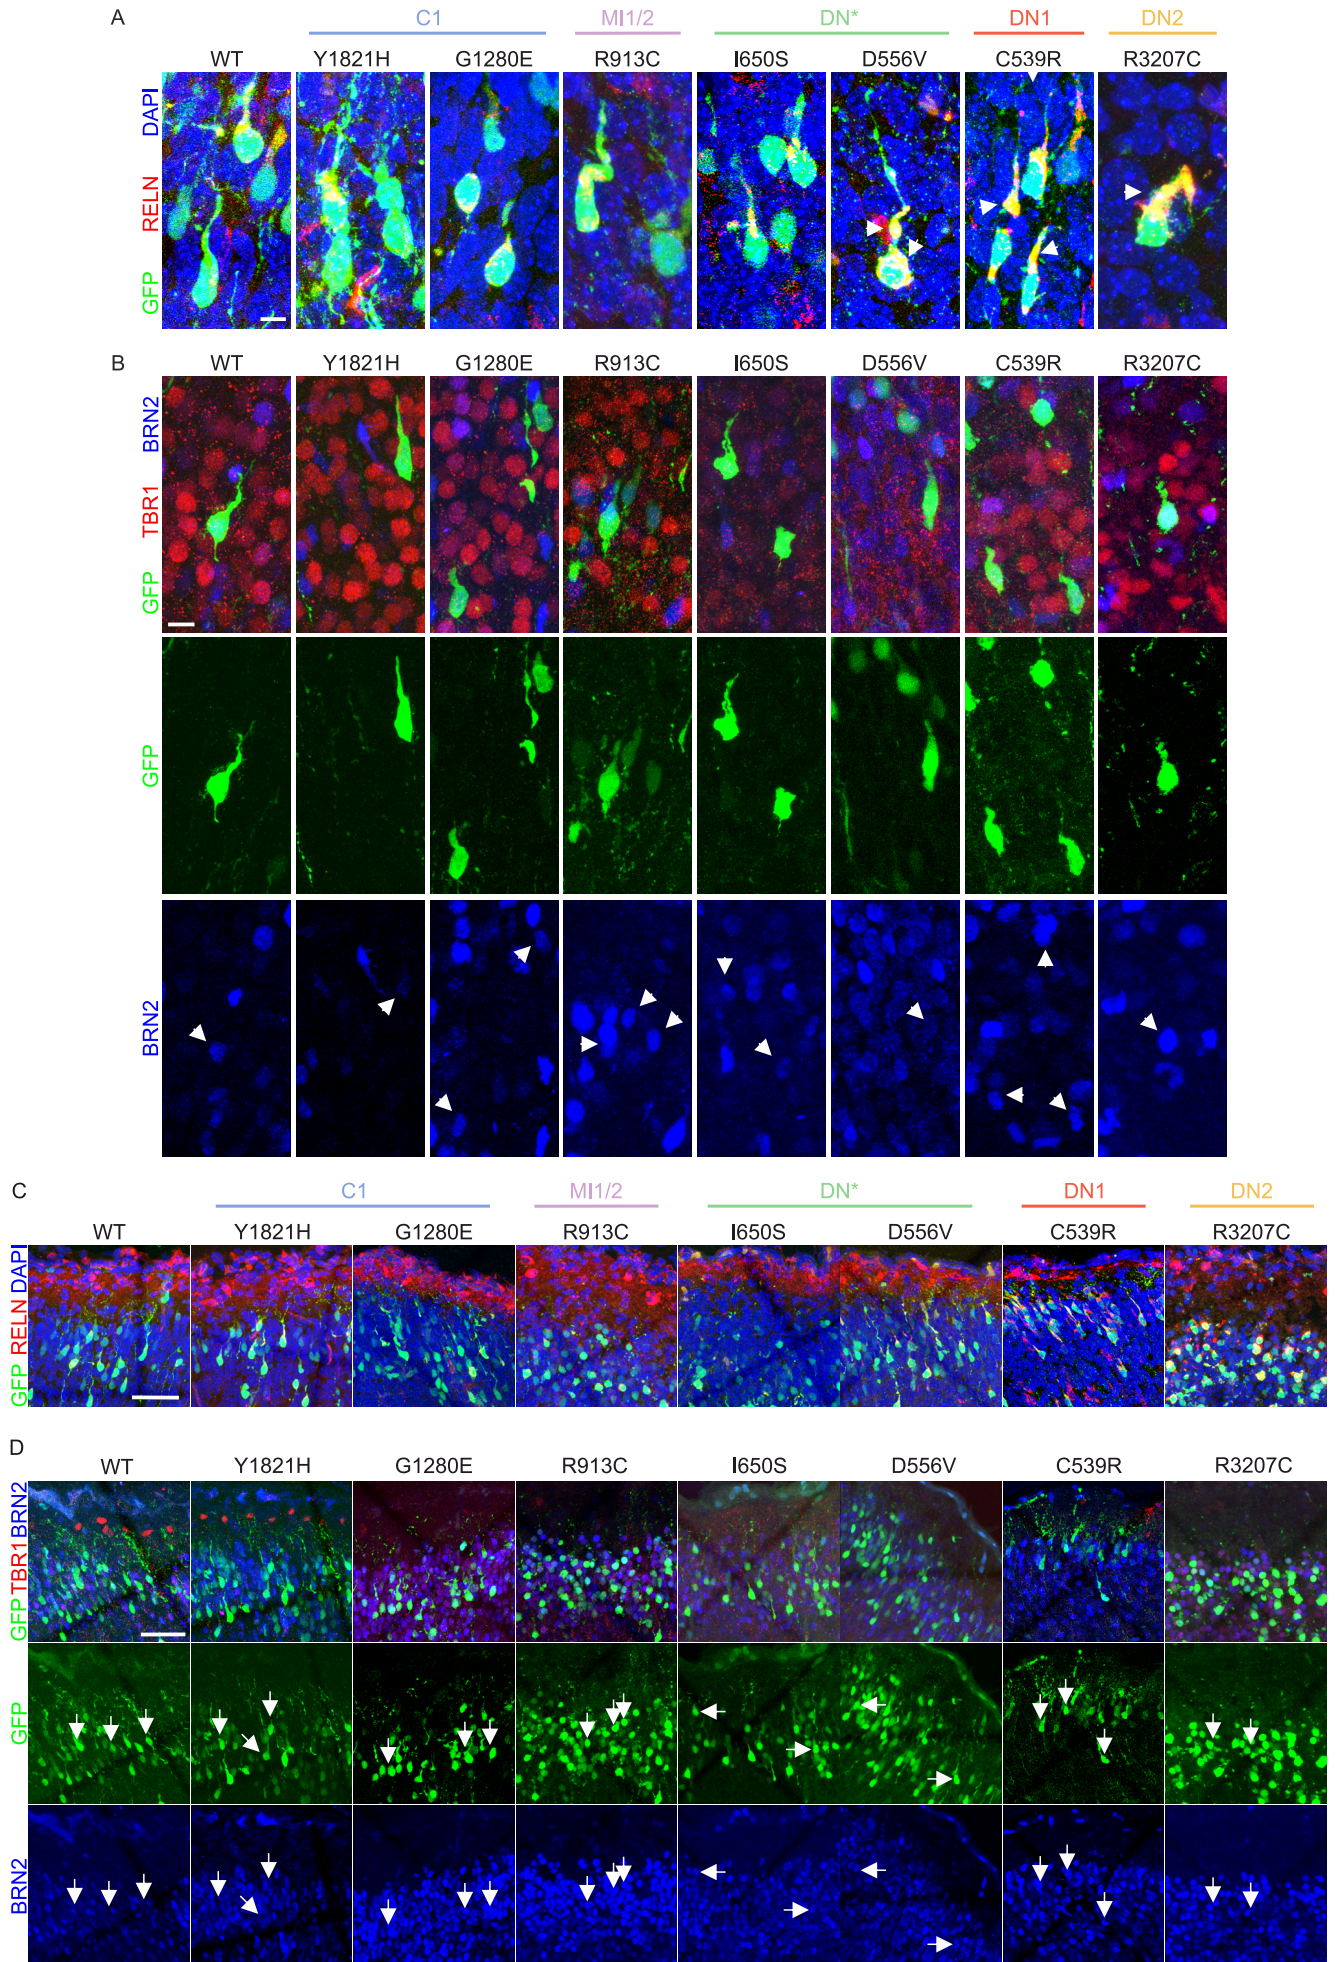 A
C1 MI1/2 DN* DN1 DN2
WT Y1821H G1280E R913C I650S D556V C539R R3207C
GFP RELN DAPI
B
WT Y1821H G1280E R913C I650S D556V C539R R3207C
GFP TBR1 BRN2
GFP
BRN2
C
C1 MI1/2 DN* DN1 DN2
WT Y1821H G1280E R913C I650S D556V C539R R3207C
GFP RELN DAPI
D
WT Y1821H G1280E R913C I650S D556V C539R R3207C
GFP TBR1 BRN2
GFP
BRN2